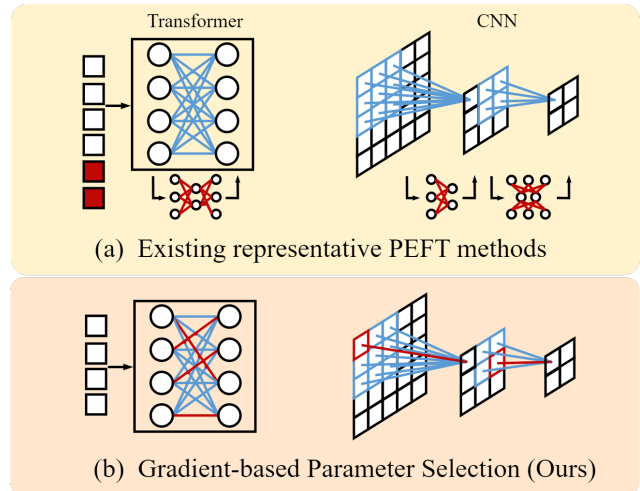 Transformer
CNN
(a) Existing representative PEFT methods
(b) Gradient-based Parameter Selection (Ours)